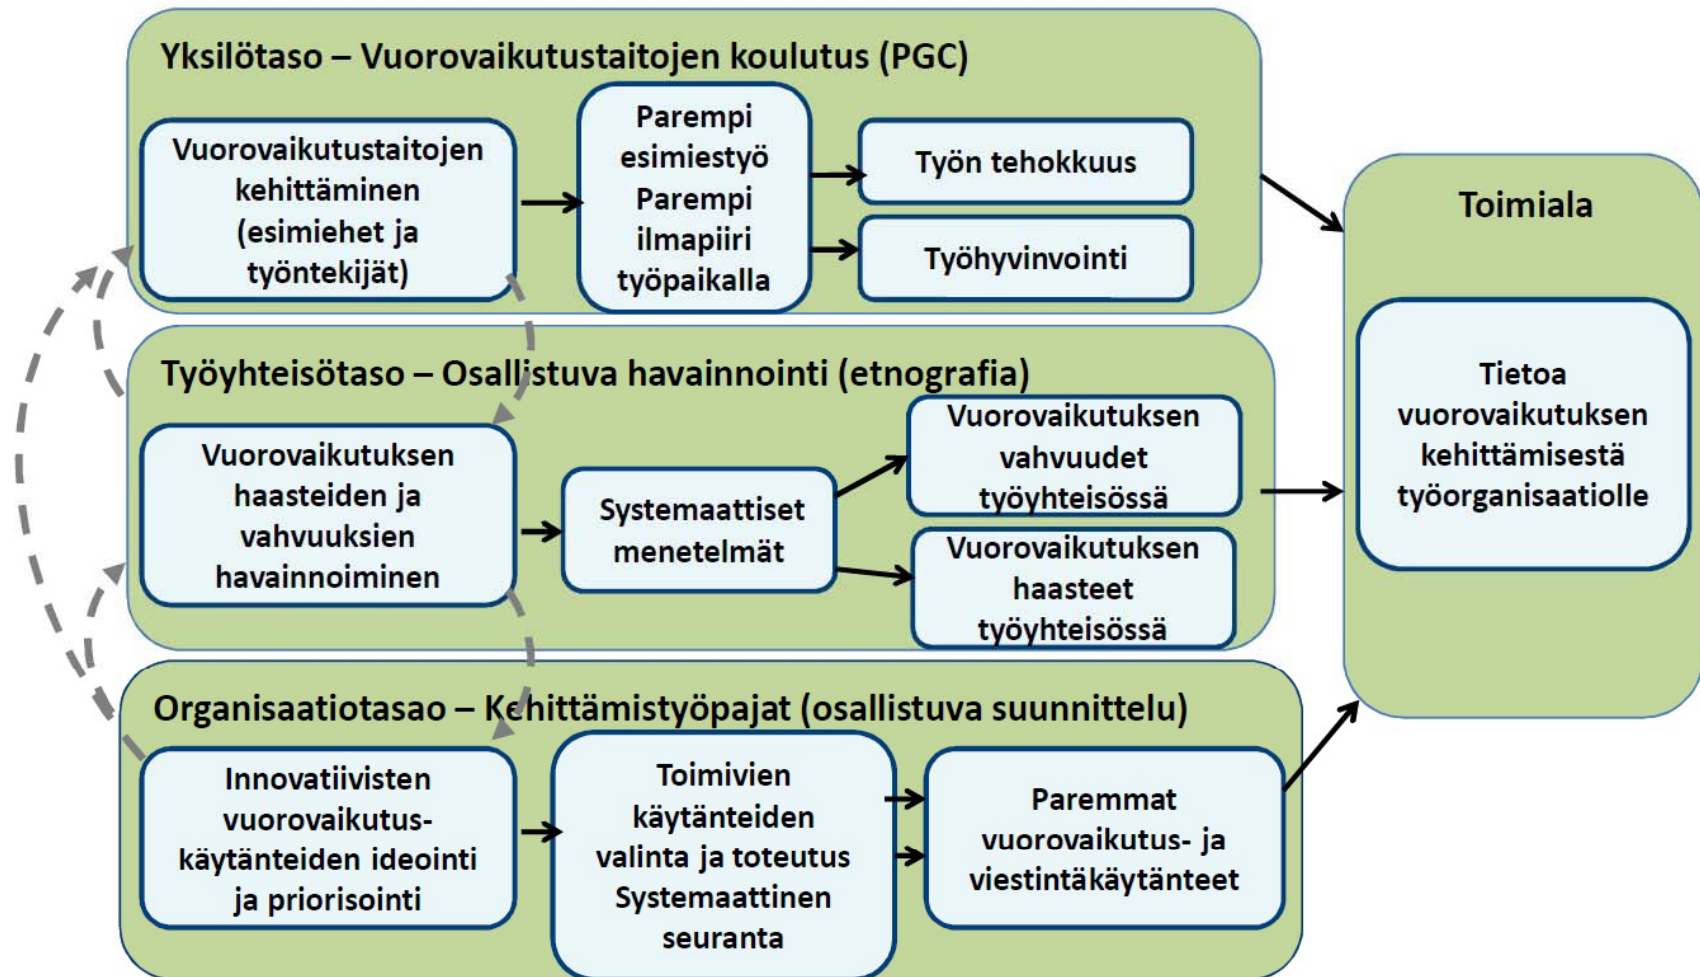 Yksilötaso – Vuorovaikutustaitojen koulutus (PGC)
Vuorovaikutustaitojen
kehittäminen
(esimiehet ja
työntekijät)
Parempi
esimiestyö
Parempi
ilmapiiri
työpaikalla
Työn tehokkuus
Työhyvinvointi
Työyhteisötaso – Osallistuva havainnointi (etnografia)
Vuorovaikutuksen
haasteiden ja
vahvuuksien
havainnoiminen
Systemaattiset
menetelmät
Vuorovaikutuksen
vahvuudet
työyhteisössä
Vuorovaikutuksen
haasteet
työyhteisössä
Organisaatiotasao – Kehittämistyöpajat (osallistuva suunnittelu)
Innovatiivisten
vuorovaikutus-
käytänteiden ideointi
ja priorisointi
Toimivien
käytänteiden
valinta ja toteutus
Systemaattinen
seuranta
Paremmat
vuorovaikutus- ja
viestintäkäytänteet
Toimiala
Tietoa
vuorovaikutuksen
kehittämisestä
työorganisaatiolle